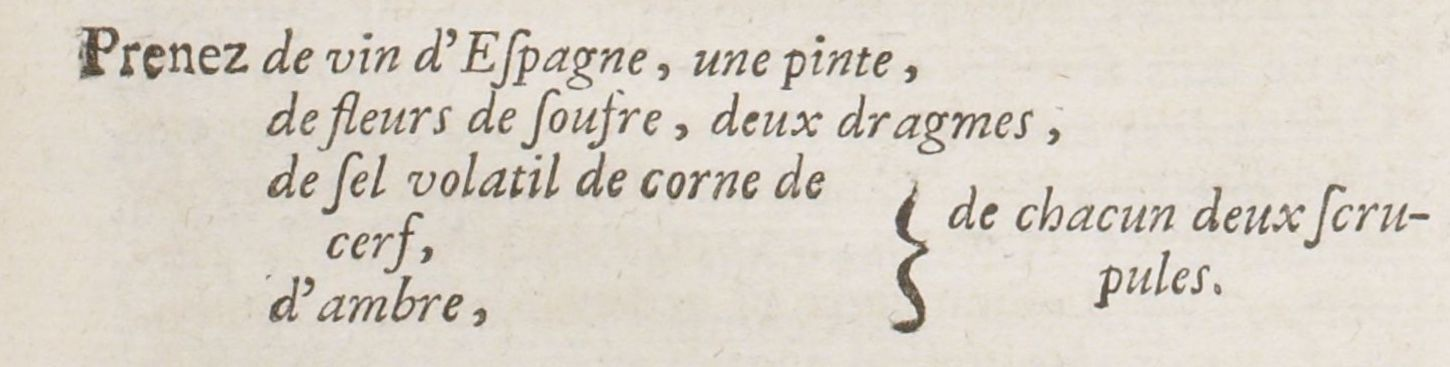 Prenez de vin d'Eſpagne, une pinte,
de fleurs de ſoufre, deux dragmes,
de ſel volatil de corne de
cerf,
d'ambre,
} de chacun deux ſcru-
pules.